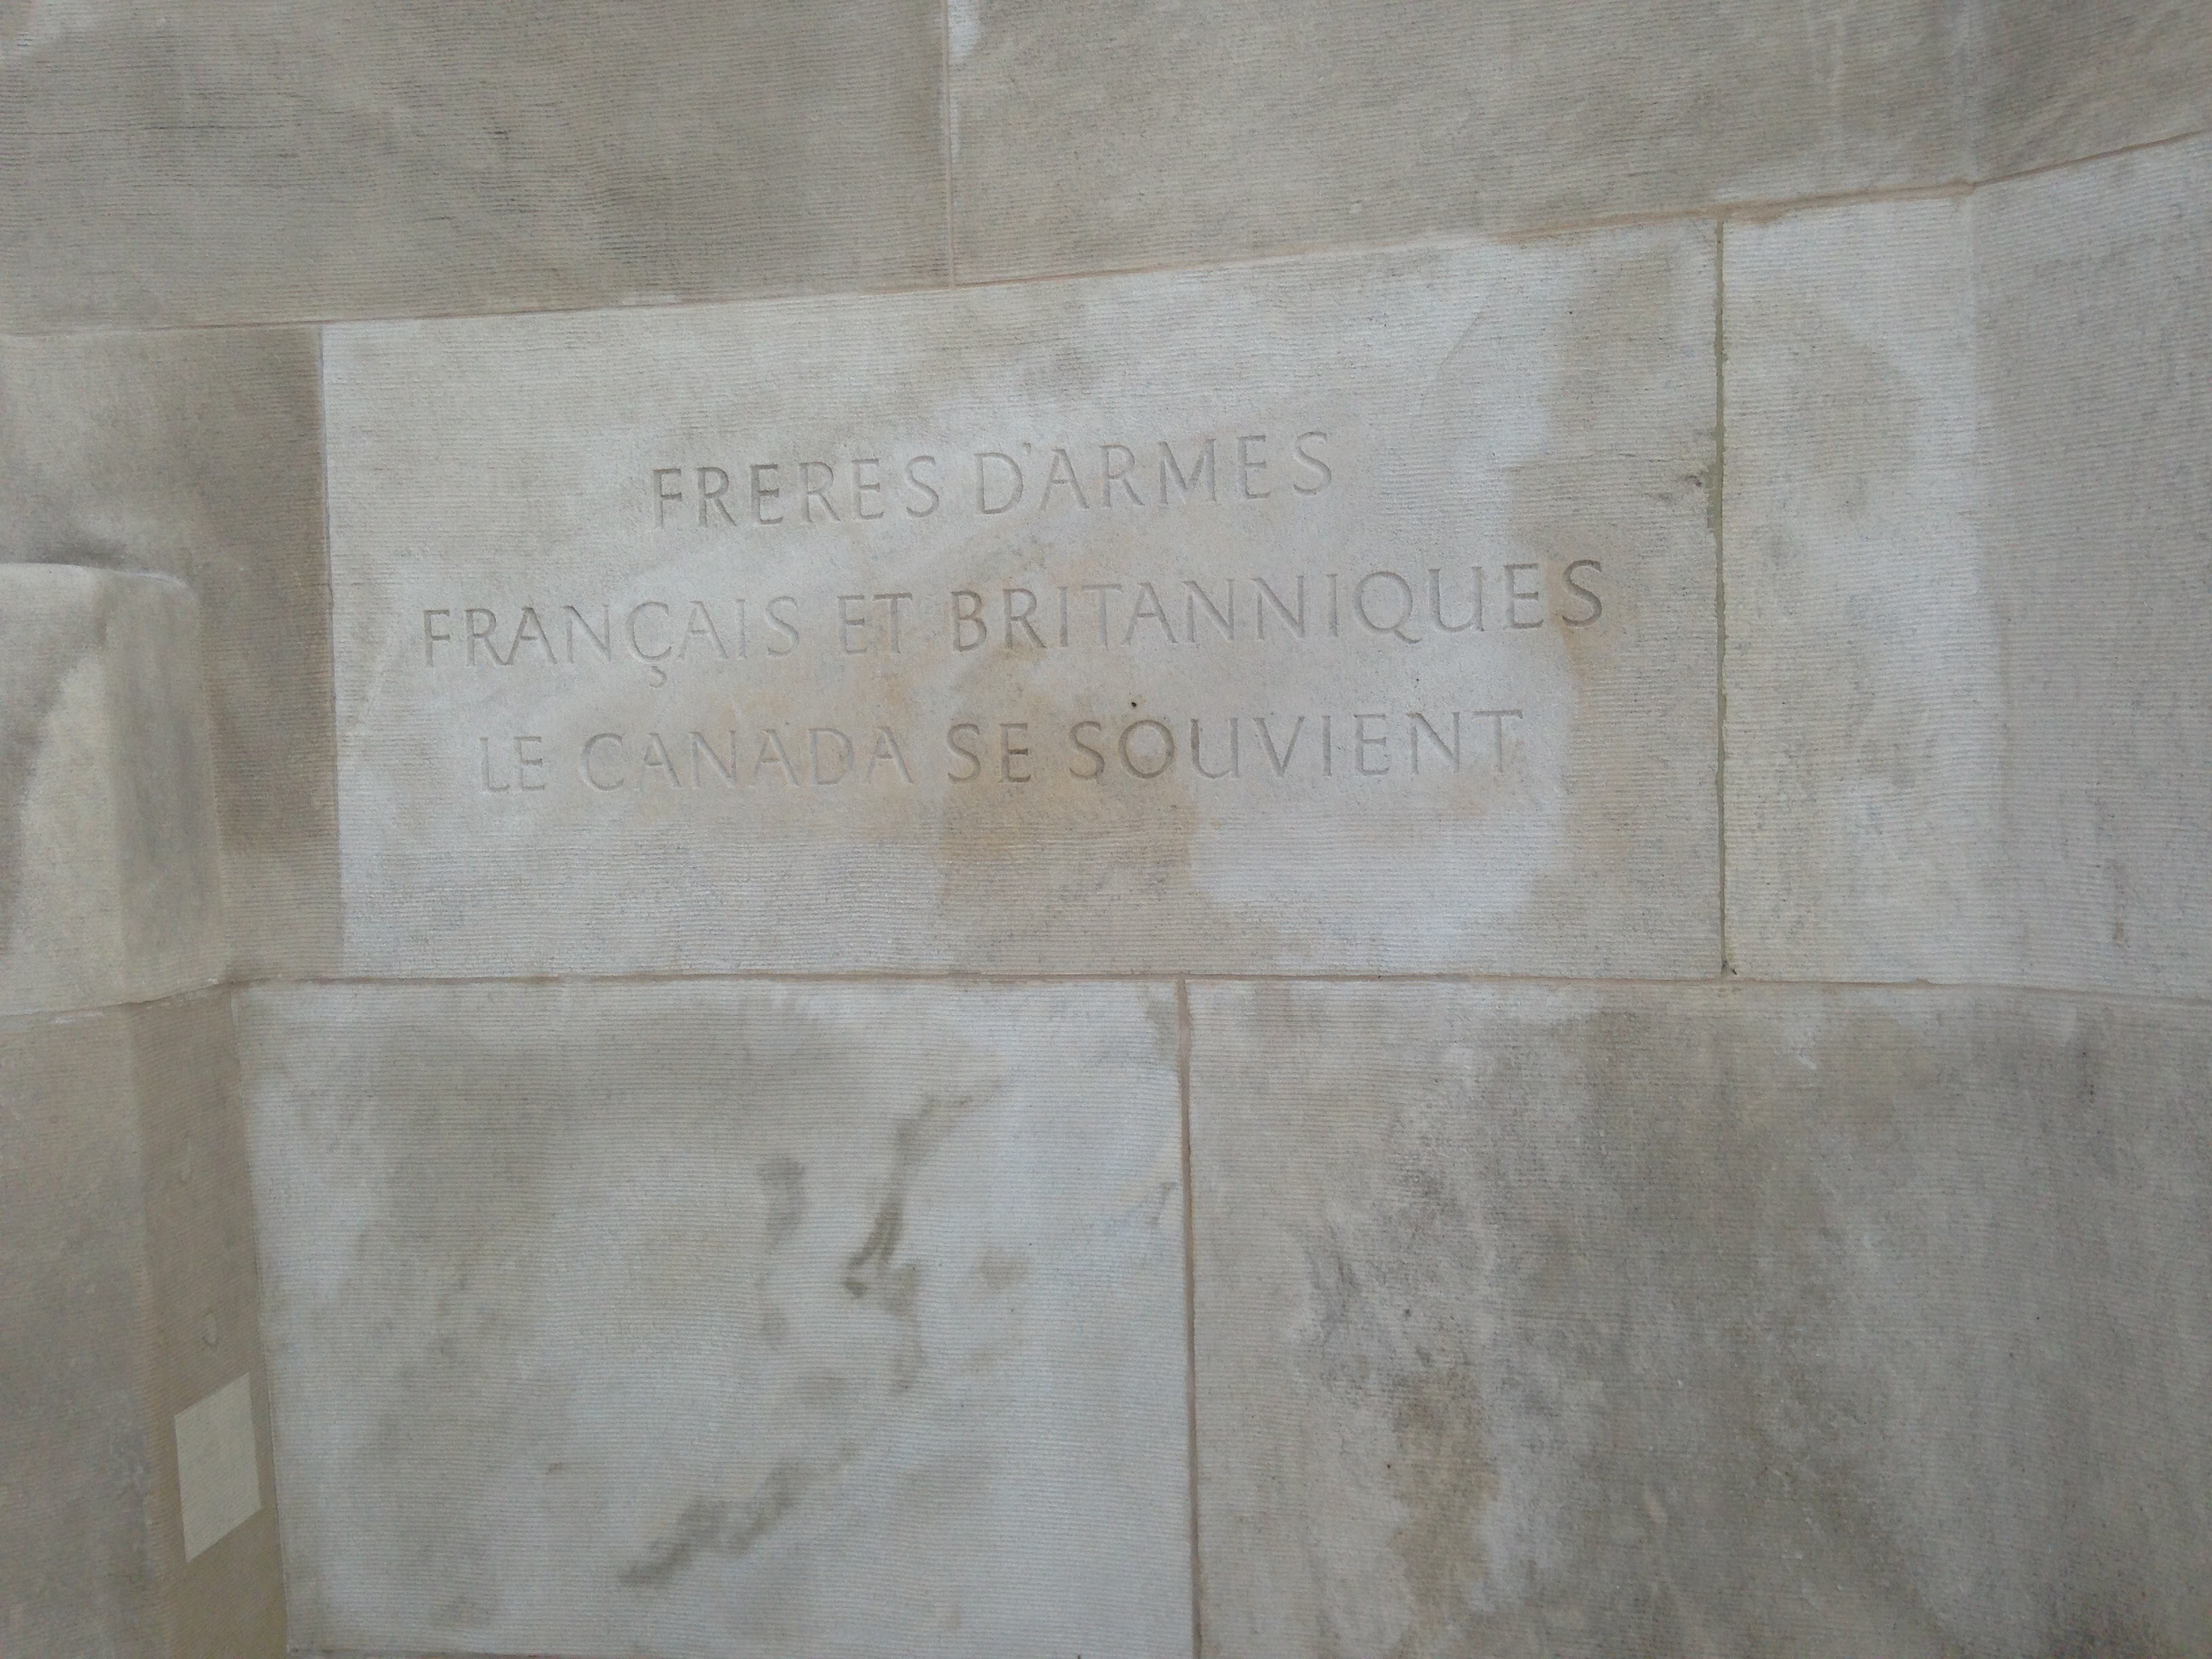 FRERES D'ARMES
FRANÇAIS ET BRITANNIQUES
LE CANADA SE SOUVIENT